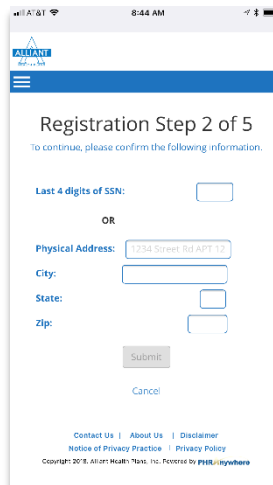 AT&T 8:44 AM
ALLIANT
Registration Step 2 of 5
To continue, please confirm the following information.
Last 4 digits of SSN:
OR
Physical Address: 1234 Street Rd APT 12
City:
State:
Zip:
Submit
Cancel
Contact Us | About Us | Disclaimer
Notice of Privacy Practice | Privacy Policy
Copyright 2018, Alliant Health Plans, Inc. Powered by PHRAnywhere